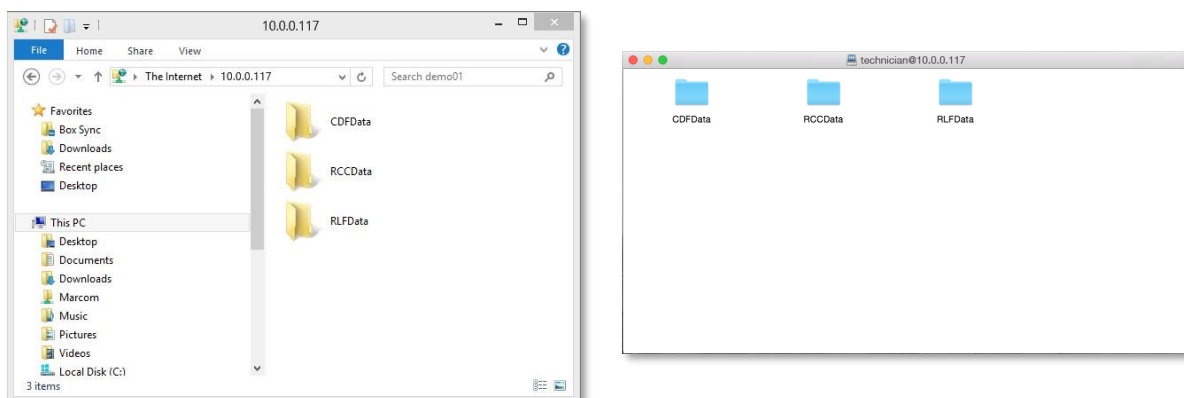 10.0.0.117
File Home Share View
The Internet 10.0.0.117 Search demo01
Favorites
Box Sync
Downloads
Recent places
Desktop
This PC
Desktop
Documents
Downloads
Marcom
Music
Pictures
Videos
Local Disk (C:)
3 items
CDFData
RCCData
RLFData
technician@10.0.0.117
CDFData RCCData RLFData